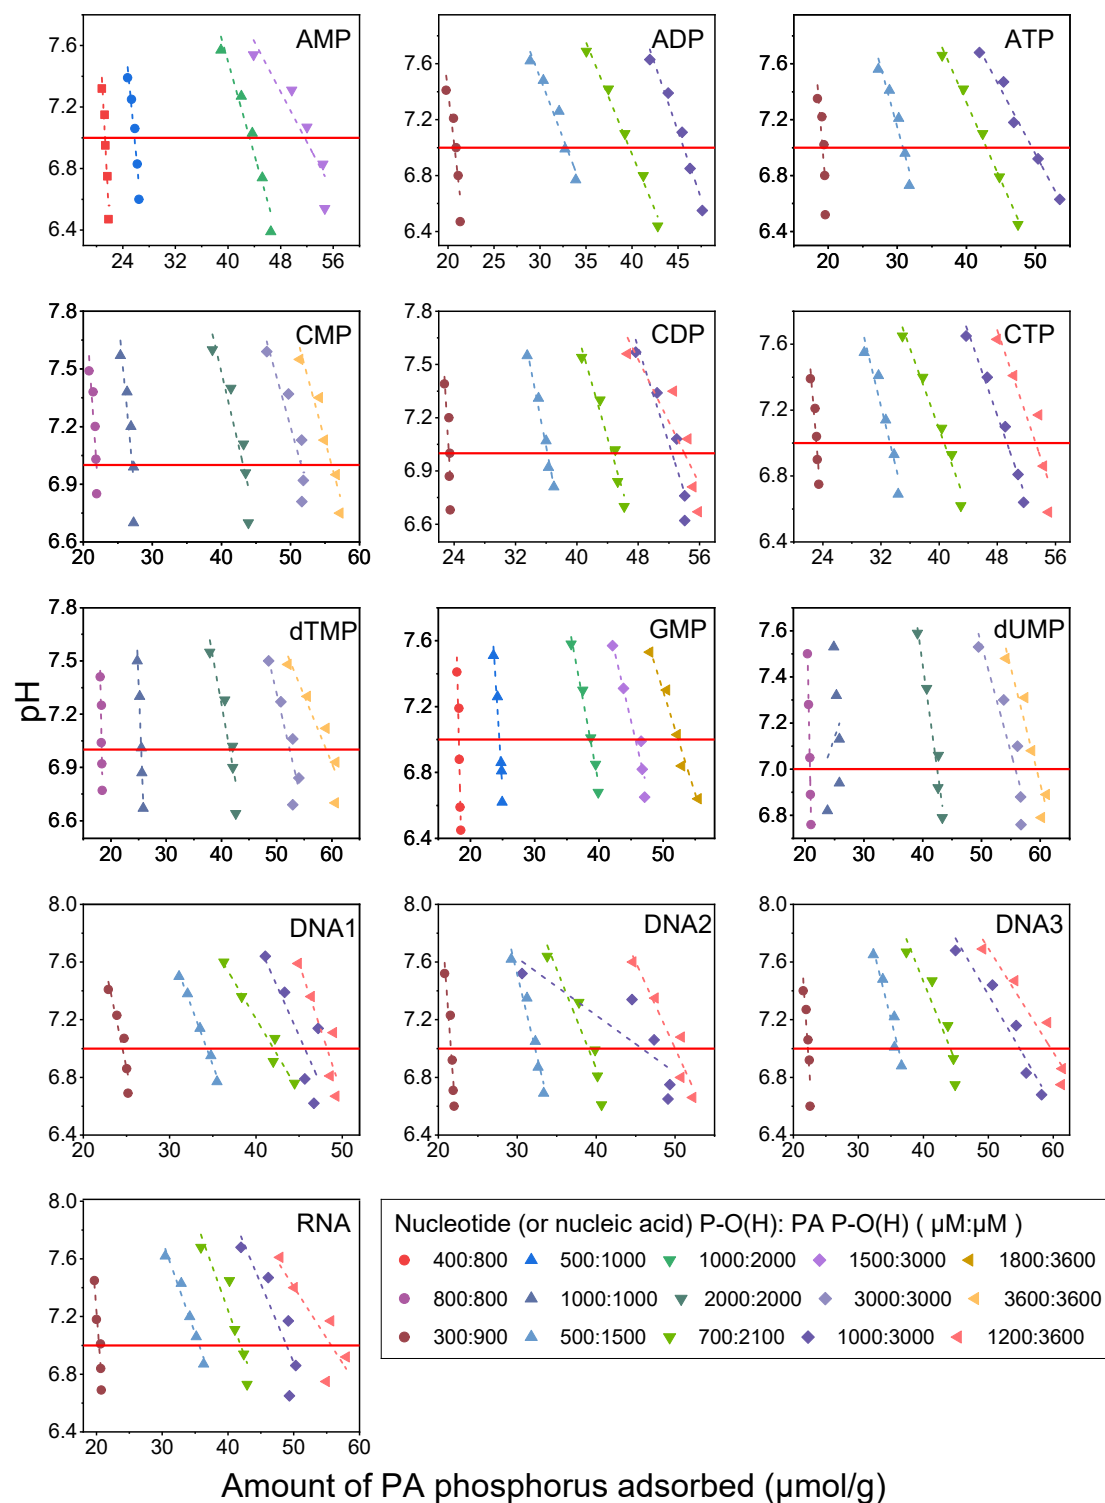 AMP
7.6
7.2
6.8
6.4
24 32 40 48 56
ADP
7.6
7.2
6.8
6.4
20 25 30 35 40 45
ATP
7.6
7.2
6.8
6.4
20 30 40 50
CMP
7.8
7.5
7.2
6.9
6.6
20 30 40 50 60
CDP
7.8
7.5
7.2
6.9
6.6
24 32 40 48 56
CTP
7.6
7.2
6.8
6.4
24 32 40 48 56
dTMP
7.8
7.5
7.2
6.9
6.6
20 30 40 50 60
GMP
7.6
7.2
6.8
6.4
20 30 40 50
dUMP
7.6
7.4
7.2
7.0
6.8
20 30 40 50 60
pH
DNA1
8.0
7.6
7.2
6.8
6.4
20 30 40 50
DNA2
8.0
7.6
7.2
6.8
6.4
20 30 40 50
DNA3
8.0
7.6
7.2
6.8
6.4
20 30 40 50 60
RNA
8.0
7.6
7.2
6.8
6.4
20 30 40 50 60
Nucleotide (or nucleic acid) P-O(H): PA P-O(H) ( µM:µM )
400:800 500:1000 1000:2000 1500:3000 1800:3600
800:800 1000:1000 2000:2000 3000:3000 3600:3600
300:900 500:1500 700:2100 1000:3000 1200:3600
Amount of PA phosphorus adsorbed (µmol/g)